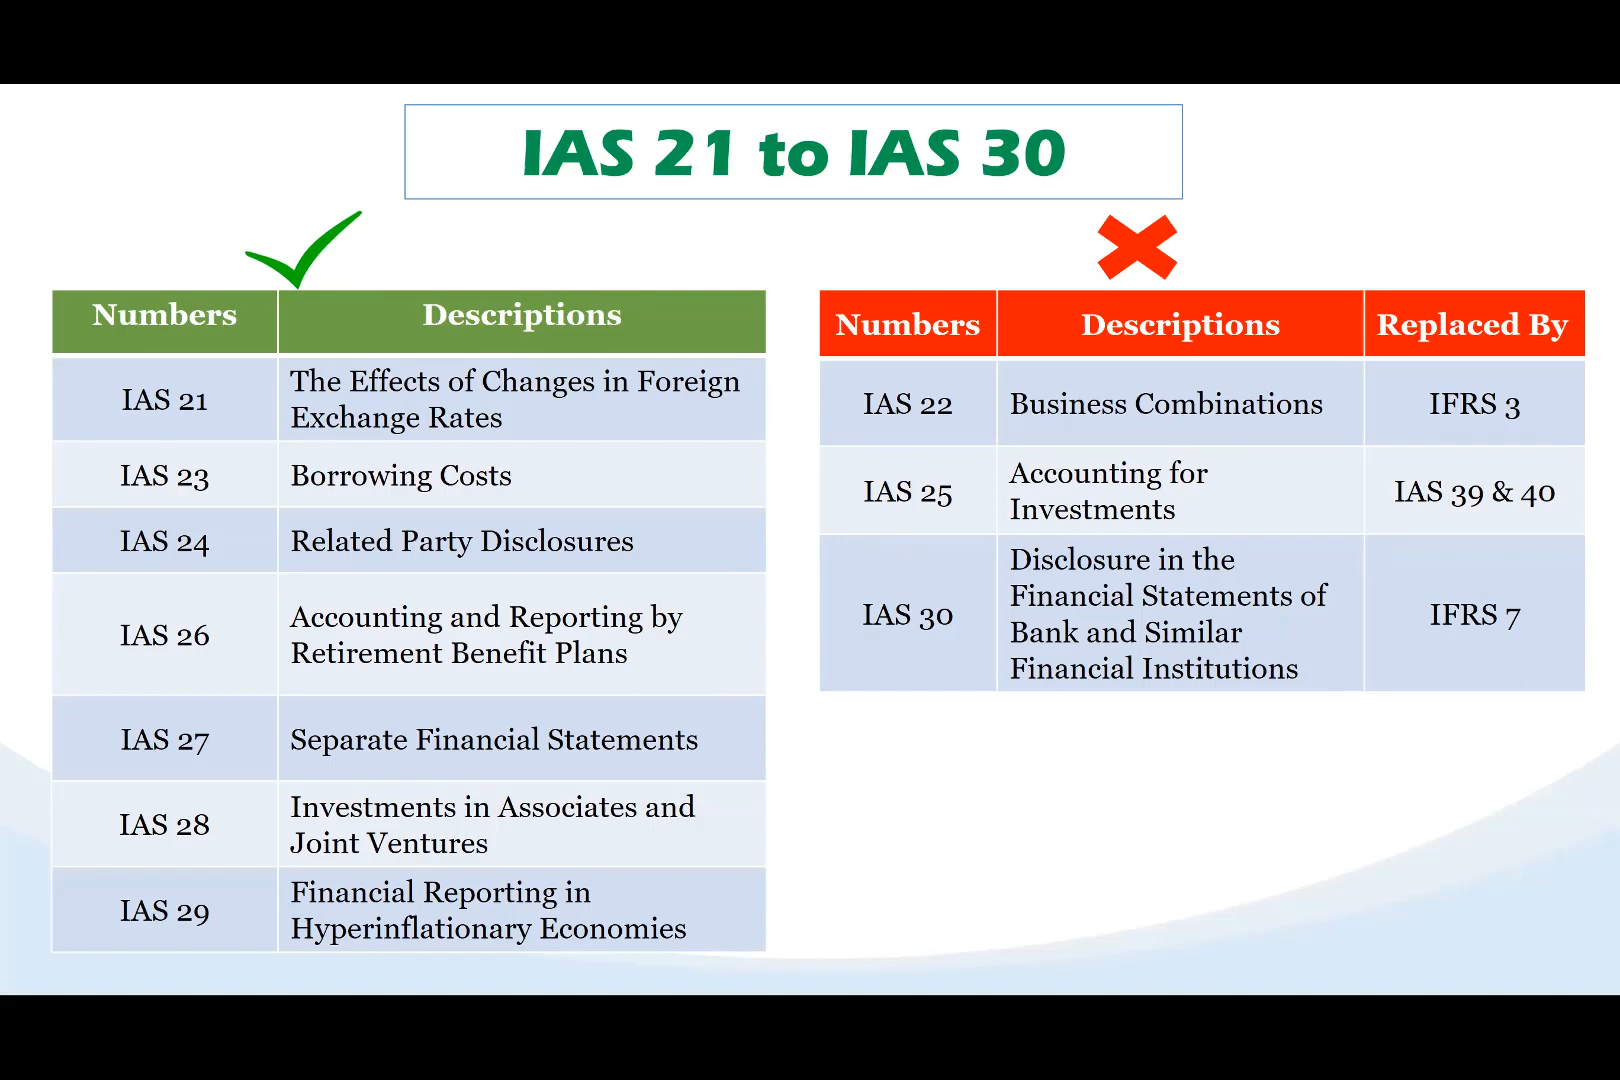 IAS 21 to IAS 30
Numbers Descriptions
IAS 21 The Effects of Changes in Foreign
Exchange Rates
IAS 23 Borrowing Costs
IAS 24 Related Party Disclosures
IAS 26 Accounting and Reporting by
Retirement Benefit Plans
IAS 27 Separate Financial Statements
IAS 28 Investments in Associates and
Joint Ventures
IAS 29 Financial Reporting in
Hyperinflationary Economies
Numbers Descriptions Replaced By
IAS 22 Business Combinations IFRS 3
IAS 25 Accounting for
Investments IAS 39 & 40
IAS 30 Disclosure in the
Financial Statements of
Bank and Similar
Financial Institutions IFRS 7